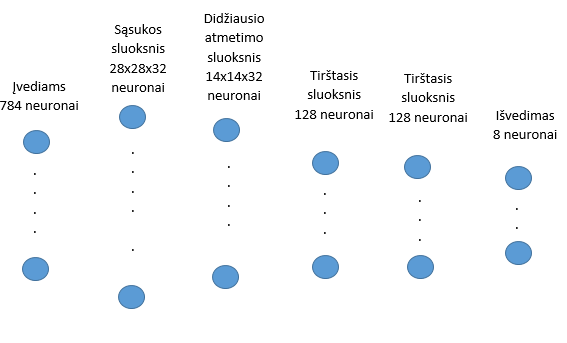 Įvediams
784 neuronai
Sąsukos
sluoksnis
28x28x32
neuronai
Didžiausio
atmetimo
sluoksnis
14x14x32
neuronai
Tirštasis
sluoksnis
128 neuronai
Tirštasis
sluoksnis
128 neuronai
Išvedimas
8 neuronai